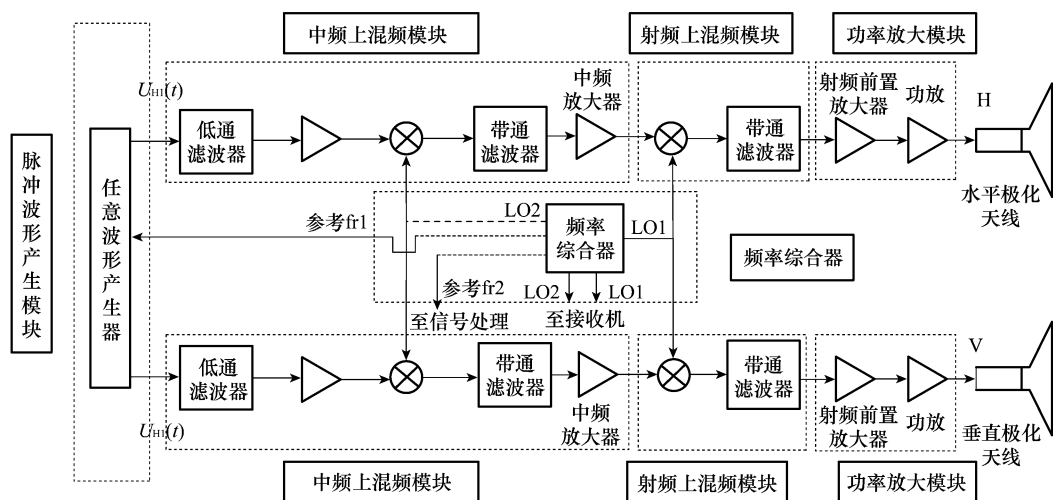 中频上混频模块
射频上混频模块
功率放大模块
U_H1(t)
中频
放大器
射频前置
放大器
功放
H
低通
滤波器
带通
滤波器
带通
滤波器
水平极化
天线
脉冲波形产生模块
任意波形产生器
参考fr1
LO2
频率
综合器
LO1
频率综合器
参考fr2
LO2
LO1
至信号处理
至接收机
低通
滤波器
带通
滤波器
带通
滤波器
V
U_H1(t)
中频
放大器
射频前置
放大器
功放
垂直极化
天线
中频上混频模块
射频上混频模块
功率放大模块